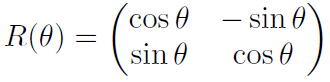 R(θ) = ( cos θ − sin θ
sin θ cos θ )